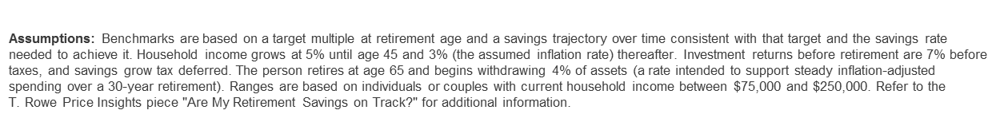 Assumptions: Benchmarks are based on a target multiple at retirement age and a savings trajectory over time consistent with that target and the savings rate
needed to achieve it. Household income grows at 5% until age 45 and 3% (the assumed inflation rate) thereafter. Investment returns before retirement are 7% before
taxes, and savings grow tax deferred. The person retires at age 65 and begins withdrawing 4% of assets (a rate intended to support steady inflation-adjusted
spending over a 30-year retirement). Ranges are based on individuals or couples with current household income between $75,000 and $250,000. Refer to the
T. Rowe Price Insights piece "Are My Retirement Savings on Track?" for additional information.